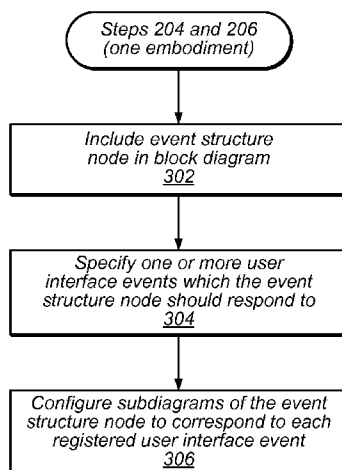 Steps 204 and 206
(one embodiment)
Include event structure
node in block diagram
302
Specify one or more user
interface events which the event
structure node should respond to
304
Configure subdiagrams of the event
structure node to correspond to each
registered user interface event
306